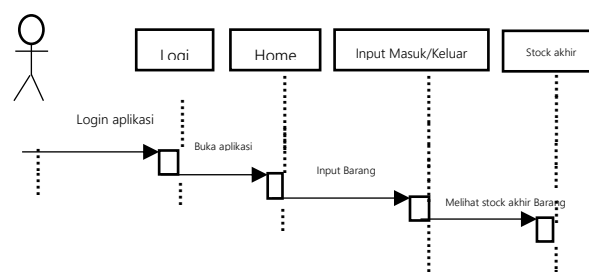 Logi
Home
Input Masuk/Keluar
Stock akhir
Login aplikasi
Buka aplikasi
Input Barang
Melihat stock akhir Barang